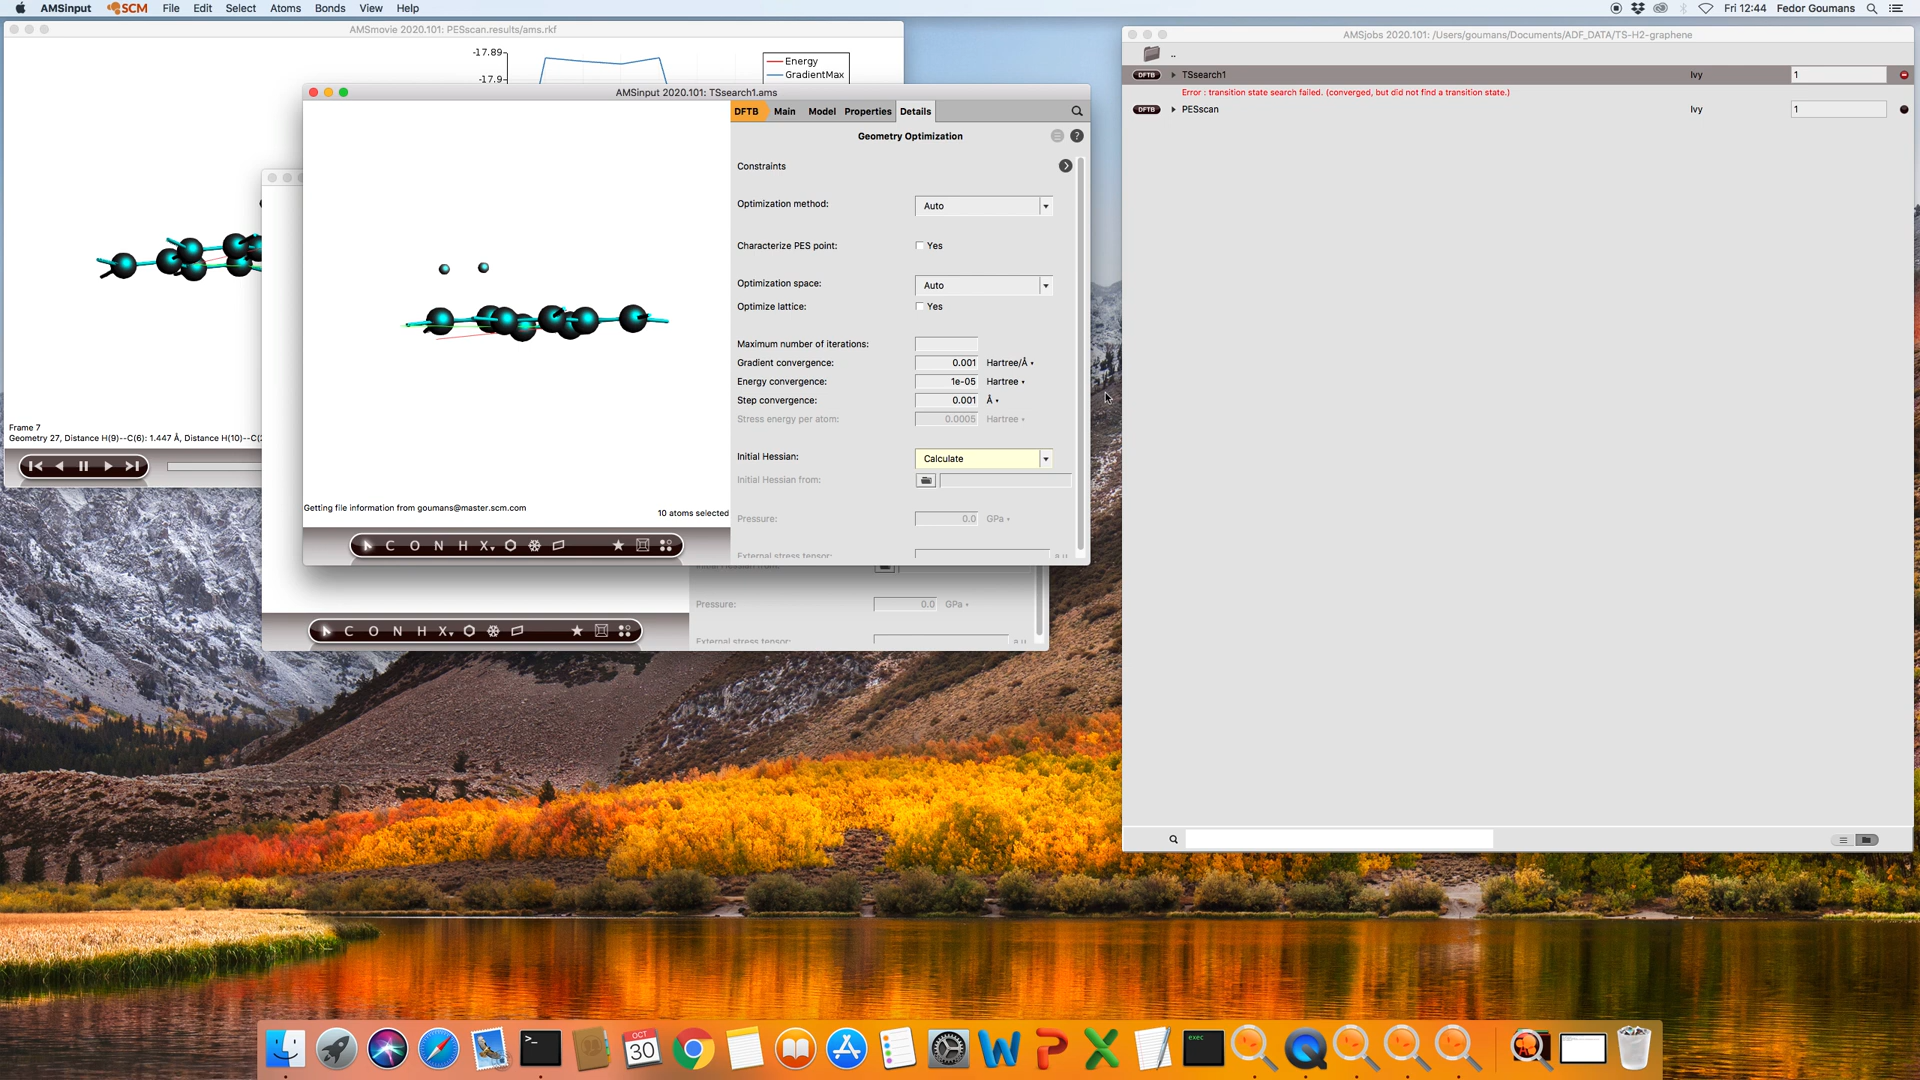 AMSinput SCM File Edit Select Atoms Bonds View Help
Fri 12:44 Fedor Goumans
AMSmovie 2020.101: PESscan.results/ams.rkf
-17.89
-17.9
Energy
GradientMax
Frame 7
Geometry 27, Distance H(9)--C(6): 1.447 Å, Distance H(10)--C(
AMSinput 2020.101: TSsearch1.ams
DFTB Main Model Properties Details
Geometry Optimization
?
Constraints
Optimization method: Auto
Characterize PES point: Yes
Optimization space: Auto
Optimize lattice: Yes
Maximum number of iterations:
Gradient convergence: 0.001 Hartree/Å
Energy convergence: 1e-05 Hartree
Step convergence: 0.001 Å
Stress energy per atom: 0.0005 Hartree
Initial Hessian: Calculate
Initial Hessian from:
Pressure: 0.0 GPa
External stress tensor: a.u
Getting file information from goumans@master.scm.com
10 atoms selected
C O N H X
Pressure: 0.0 GPa
External stress tensor: a.u
C O N H X
AMSjobs 2020.101: /Users/goumans/Documents/ADF_DATA/TS-H2-graphene
..
DFTB TSsearch1 Ivy 1
Error : transition state search failed. (converged, but did not find a transition state.)
DFTB PESscan Ivy 1
OCT
30
exec